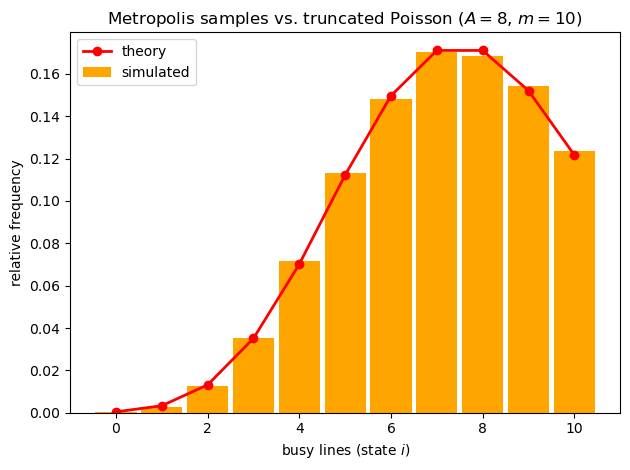 Metropolis samples vs. truncated Poisson (A = 8, m = 10)
theory
simulated
relative frequency
0.16
0.14
0.12
0.10
0.08
0.06
0.04
0.02
0.00
0 2 4 6 8 10
busy lines (state i)